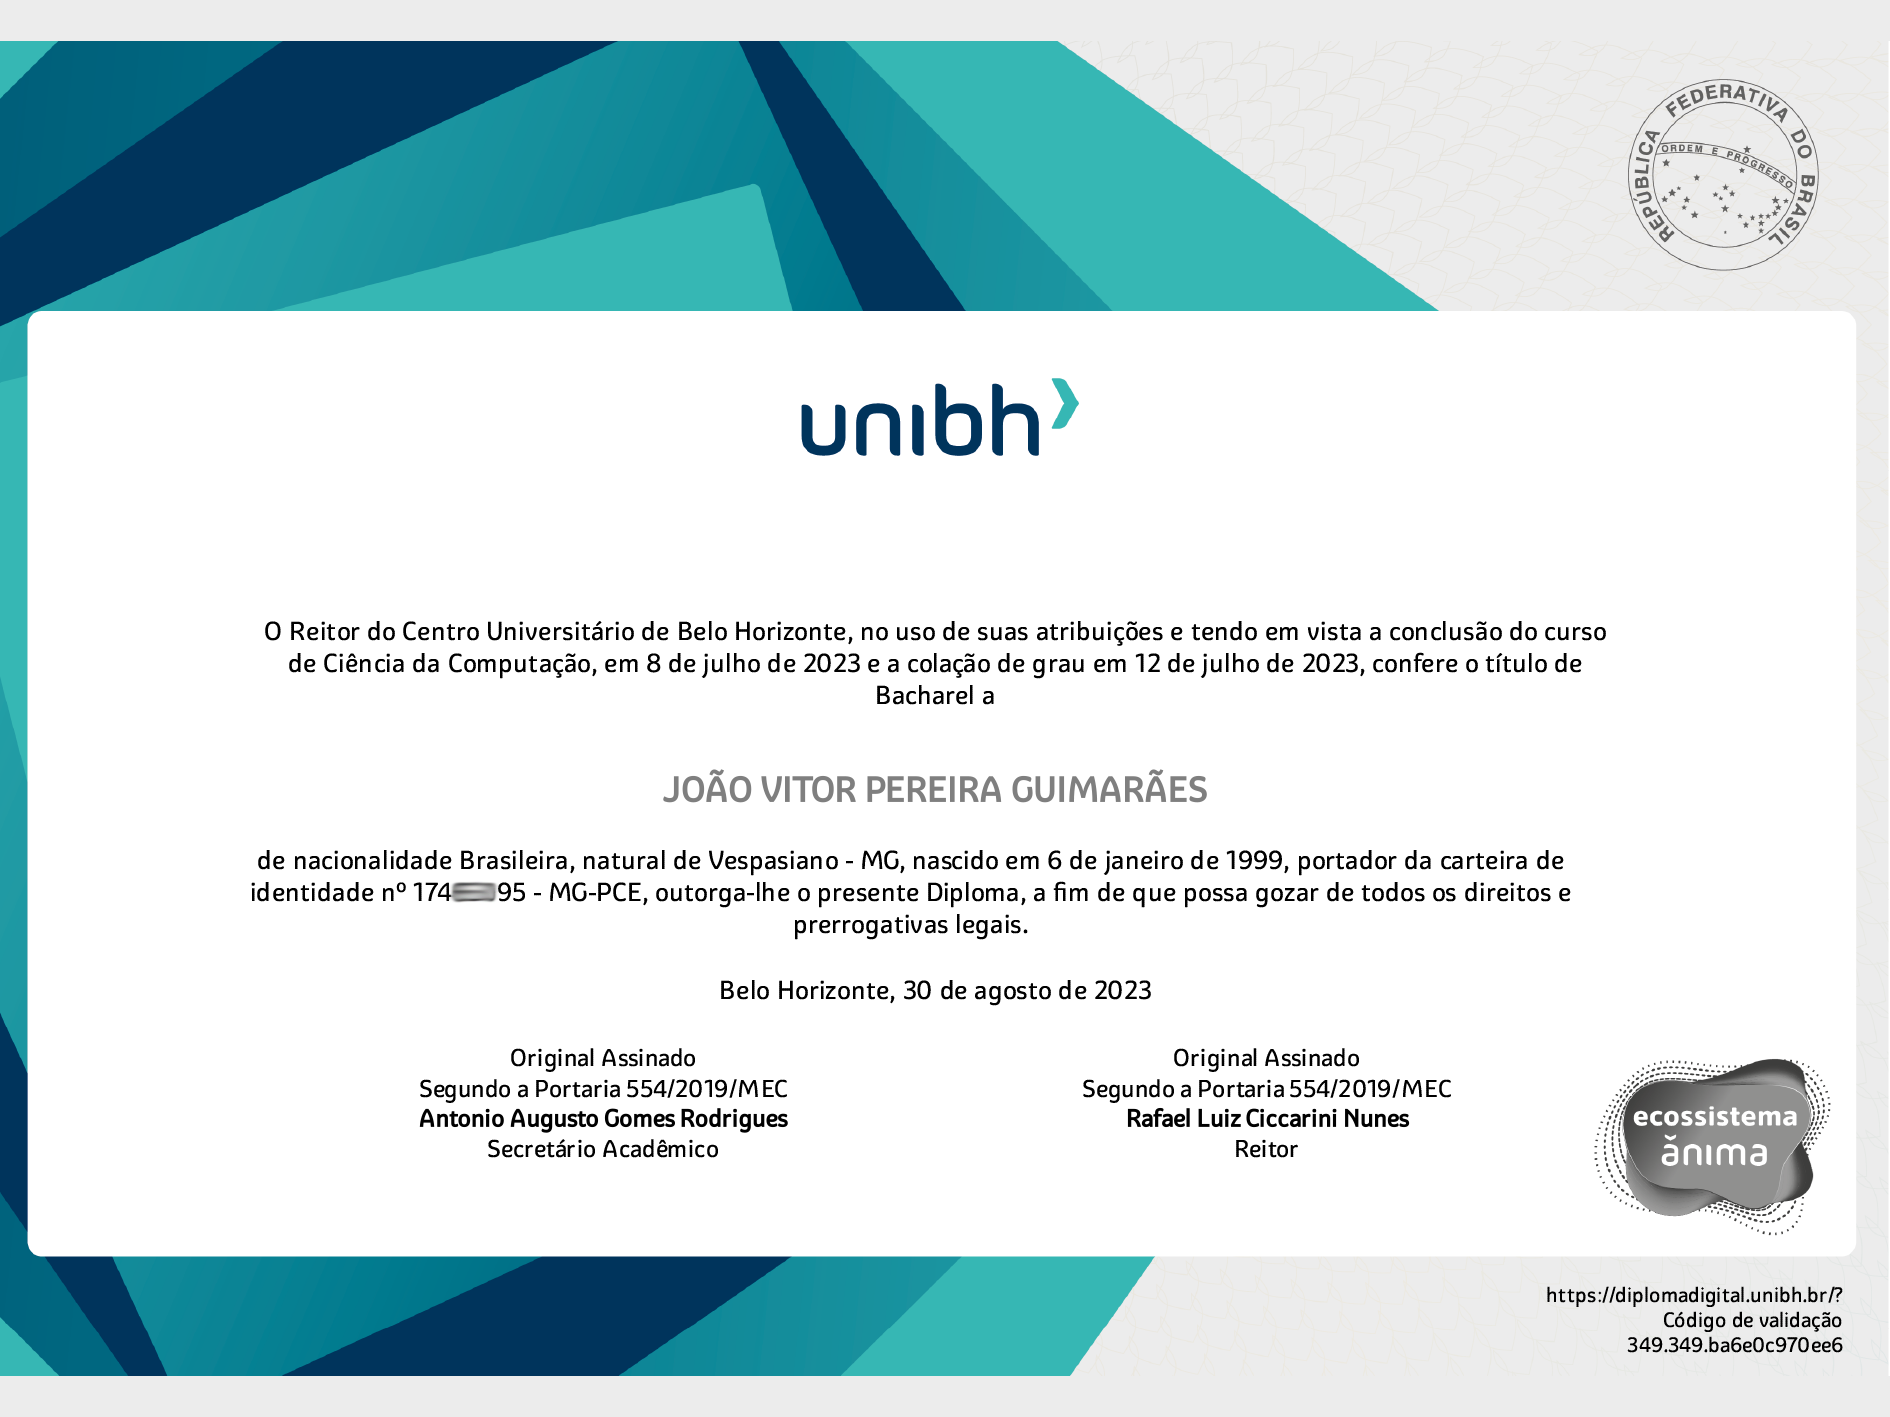 REPÚBLICA FEDERATIVA DO BRASIL
ORDEM E PROGRESSO
unibh
O Reitor do Centro Universitário de Belo Horizonte, no uso de suas atribuições e tendo em vista a conclusão do curso
de Ciência da Computação, em 8 de julho de 2023 e a colação de grau em 12 de julho de 2023, confere o título de
Bacharel a
JOÃO VITOR PEREIRA GUIMARÃES
de nacionalidade Brasileira, natural de Vespasiano - MG, nascido em 6 de janeiro de 1999, portador da carteira de
identidade nº 174 95 - MG-PCE, outorga-lhe o presente Diploma, a fim de que possa gozar de todos os direitos e
prerrogativas legais.
Belo Horizonte, 30 de agosto de 2023
Original Assinado
Segundo a Portaria 554/2019/MEC
Antonio Augusto Gomes Rodrigues
Secretário Acadêmico
Original Assinado
Segundo a Portaria 554/2019/MEC
Rafael Luiz Ciccarini Nunes
Reitor
ecossistema
ănima
https://diplomadigital.unibh.br/?
Código de validação
349.349.ba6e0c970ee6